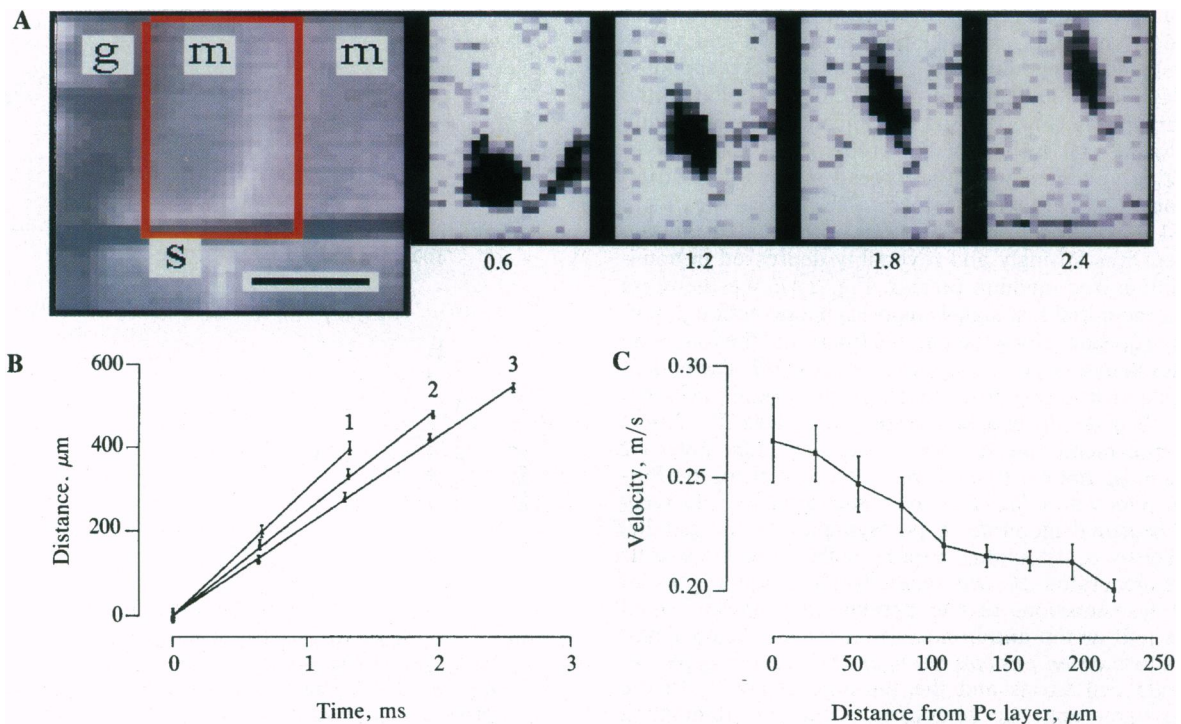 A
g
m
m
s
0.6
1.2
1.8
2.4
B
600
400
200
0
Distance. μm
1
2
3
0
1
2
3
Time, ms
C
0.30
0.25
0.20
Velocity, m/s
0
50
100
150
200
250
Distance from Pc layer, μm